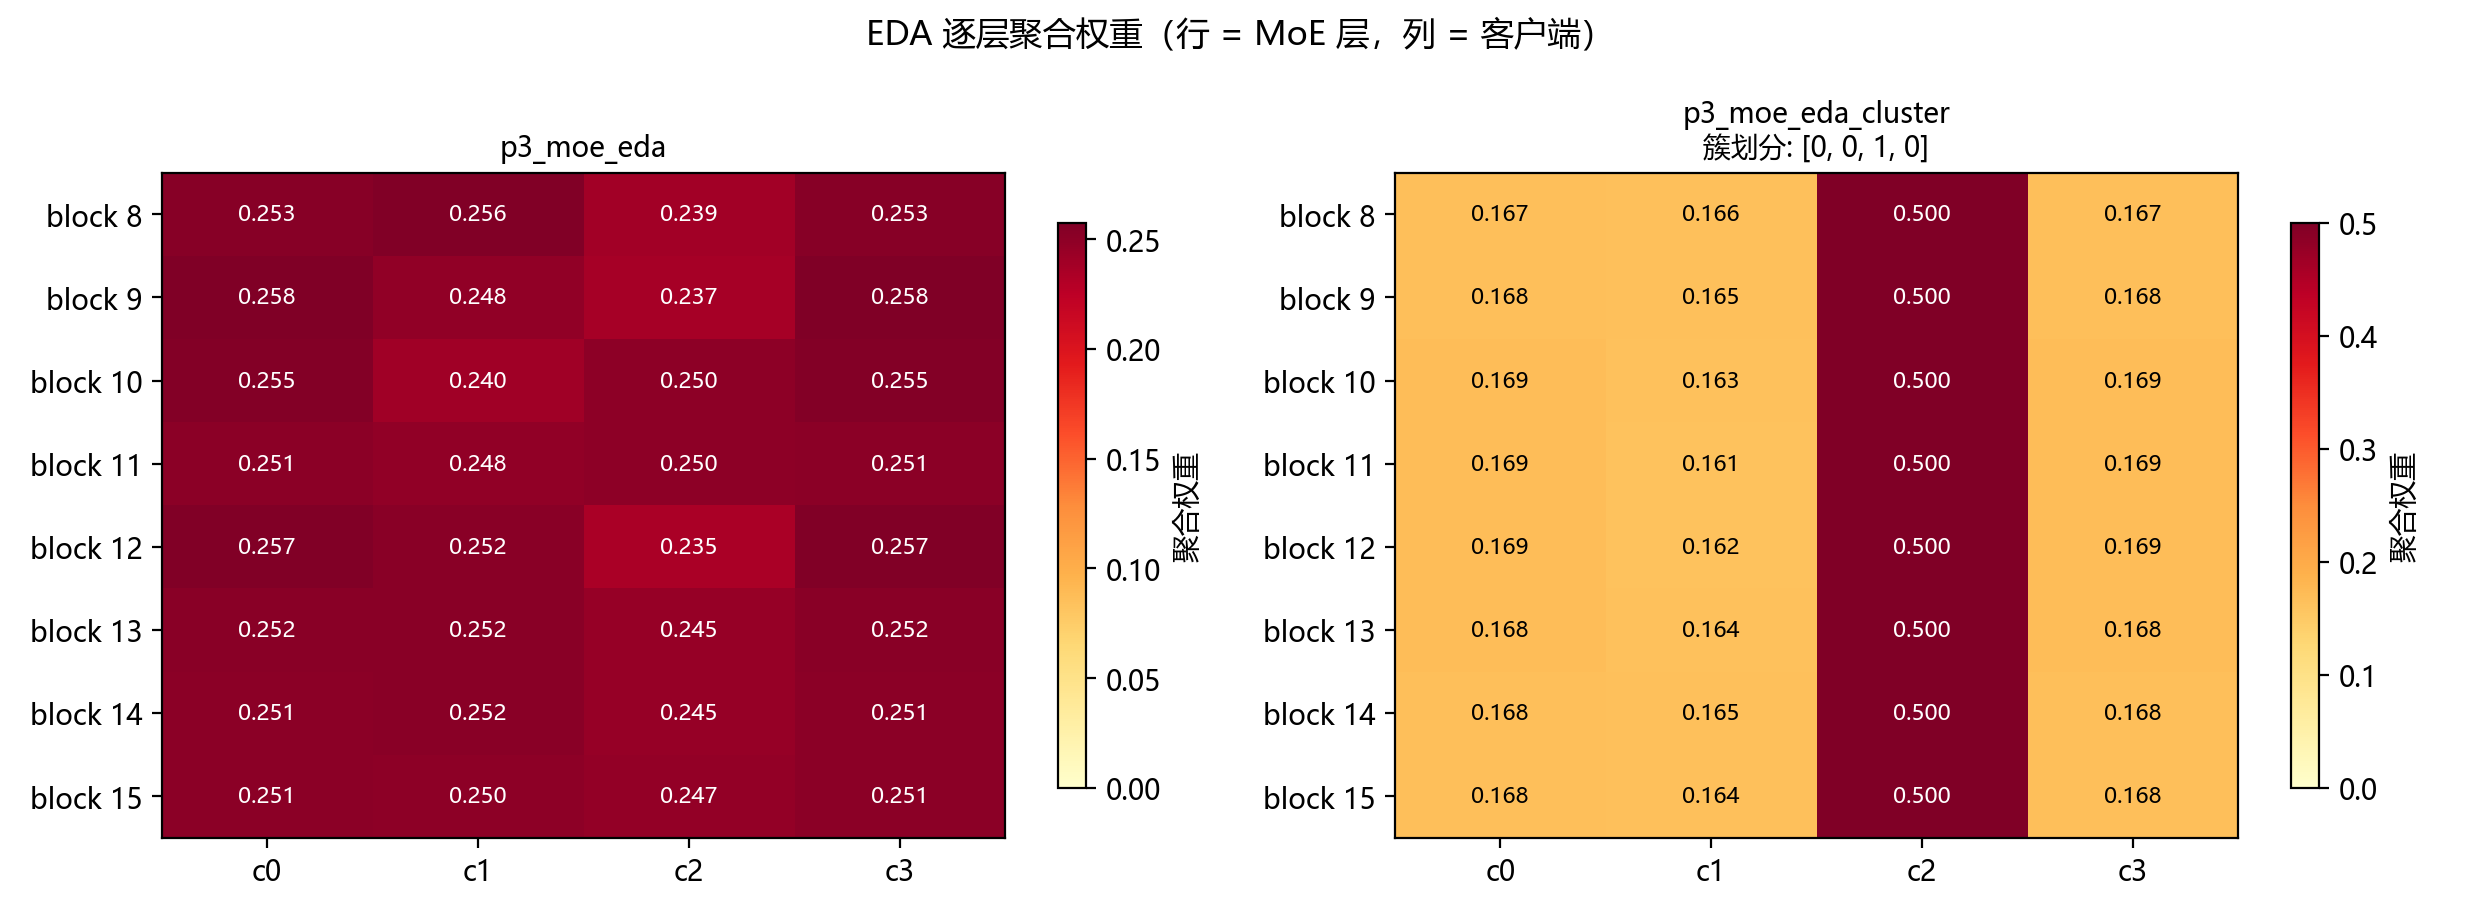 EDA 逐层聚合权重（行 = MoE 层，列 = 客户端）
p3_moe_eda
block 8 0.253 0.256 0.239 0.253
block 9 0.258 0.248 0.237 0.258
block 10 0.255 0.240 0.250 0.255
block 11 0.251 0.248 0.250 0.251
block 12 0.257 0.252 0.235 0.257
block 13 0.252 0.252 0.245 0.252
block 14 0.251 0.252 0.245 0.251
block 15 0.251 0.250 0.247 0.251
c0 c1 c2 c3
0.25
0.20
0.15
0.10
0.05
0.00
聚合权重
p3_moe_eda_cluster
簇划分: [0, 0, 1, 0]
block 8 0.167 0.166 0.500 0.167
block 9 0.168 0.165 0.500 0.168
block 10 0.169 0.163 0.500 0.169
block 11 0.169 0.161 0.500 0.169
block 12 0.169 0.162 0.500 0.169
block 13 0.168 0.164 0.500 0.168
block 14 0.168 0.165 0.500 0.168
block 15 0.168 0.164 0.500 0.168
c0 c1 c2 c3
0.5
0.4
0.3
0.2
0.1
0.0
聚合权重